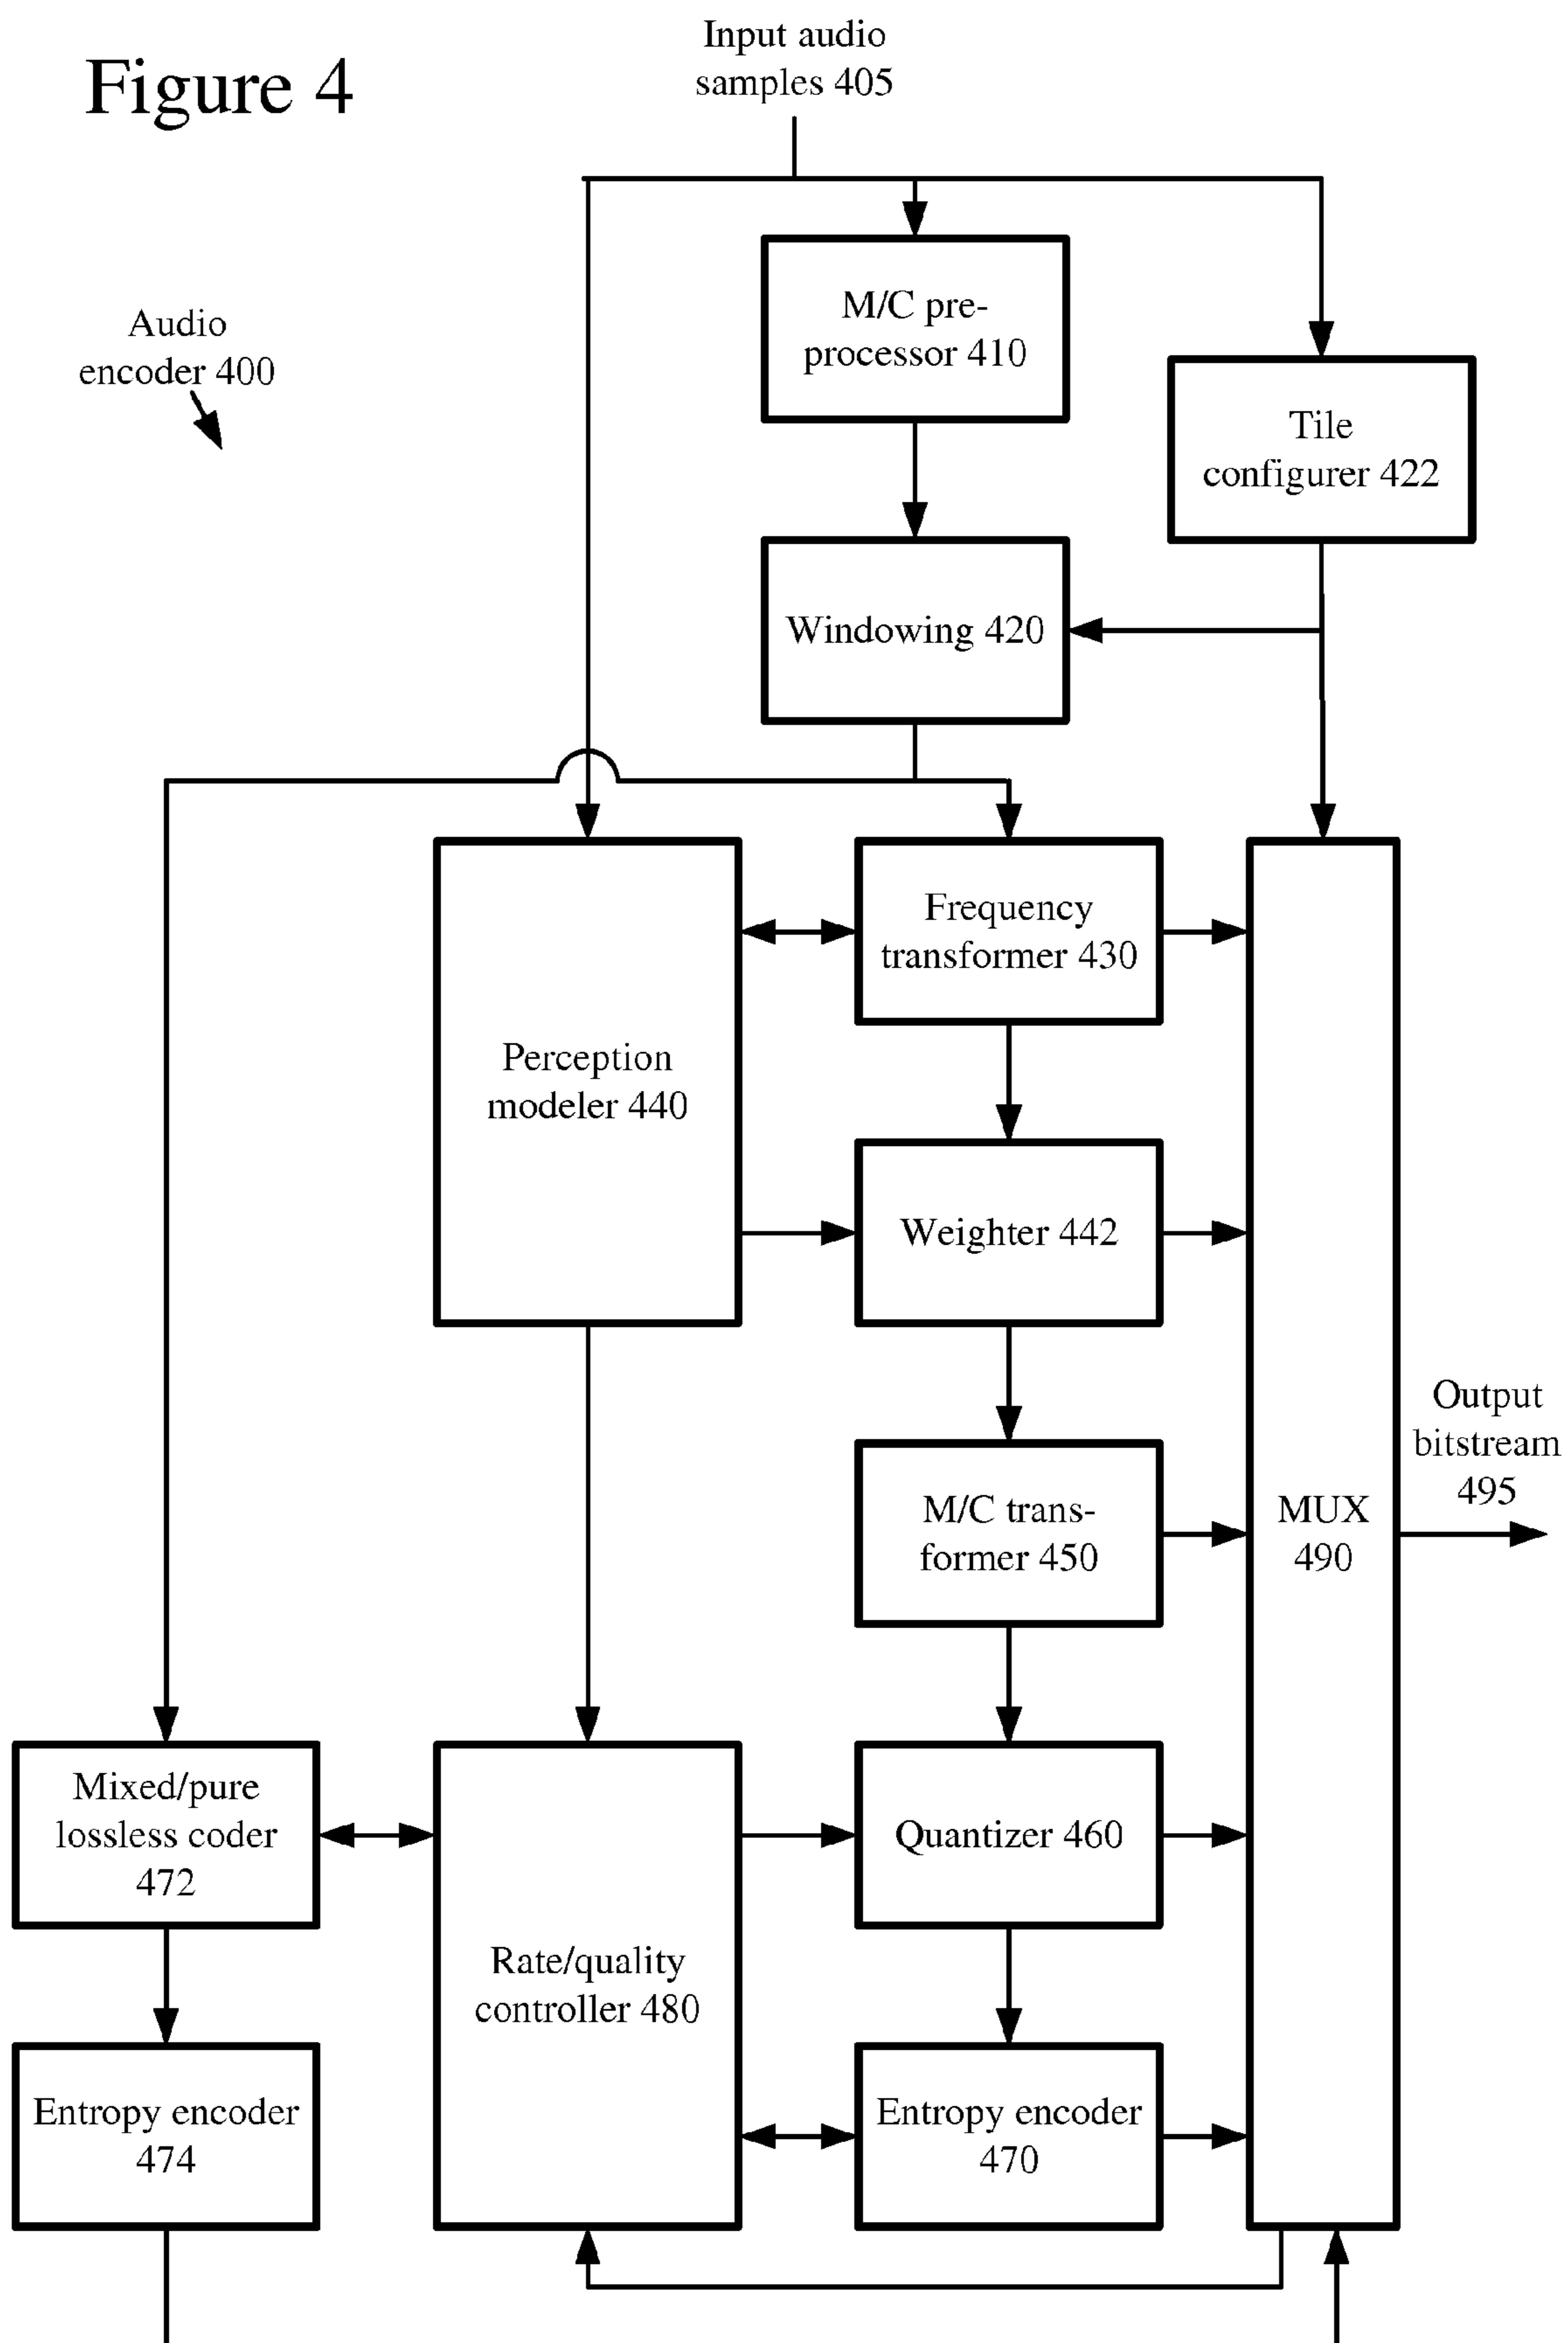 Figure 4
Input audio
samples 405
Audio
encoder 400
M/C pre-
processor 410
Tile
configurer 422
Windowing 420
Perception
modeler 440
Frequency
transformer 430
Weighter 442
M/C trans-
former 450
MUX
490
Output
bitstream
495
Mixed/pure
lossless coder
472
Rate/quality
controller 480
Quantizer 460
Entropy encoder
474
Entropy encoder
470